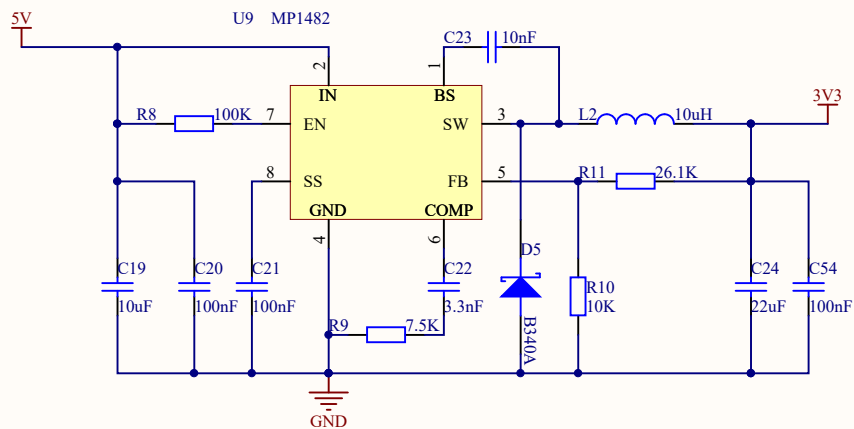 5V
U9 MP1482
C23 10nF
2
1
3V3
IN
BS
R8 100K
7
EN
SW
3
L2
10uH
8
SS
FB
5
R11
26.1K
GND
COMP
4
6
D5
C19
C20
C21
C22
C24
C54
R10
10uF
100nF
100nF
3.3nF
10K
22uF
100nF
B340A
R9
7.5K
GND